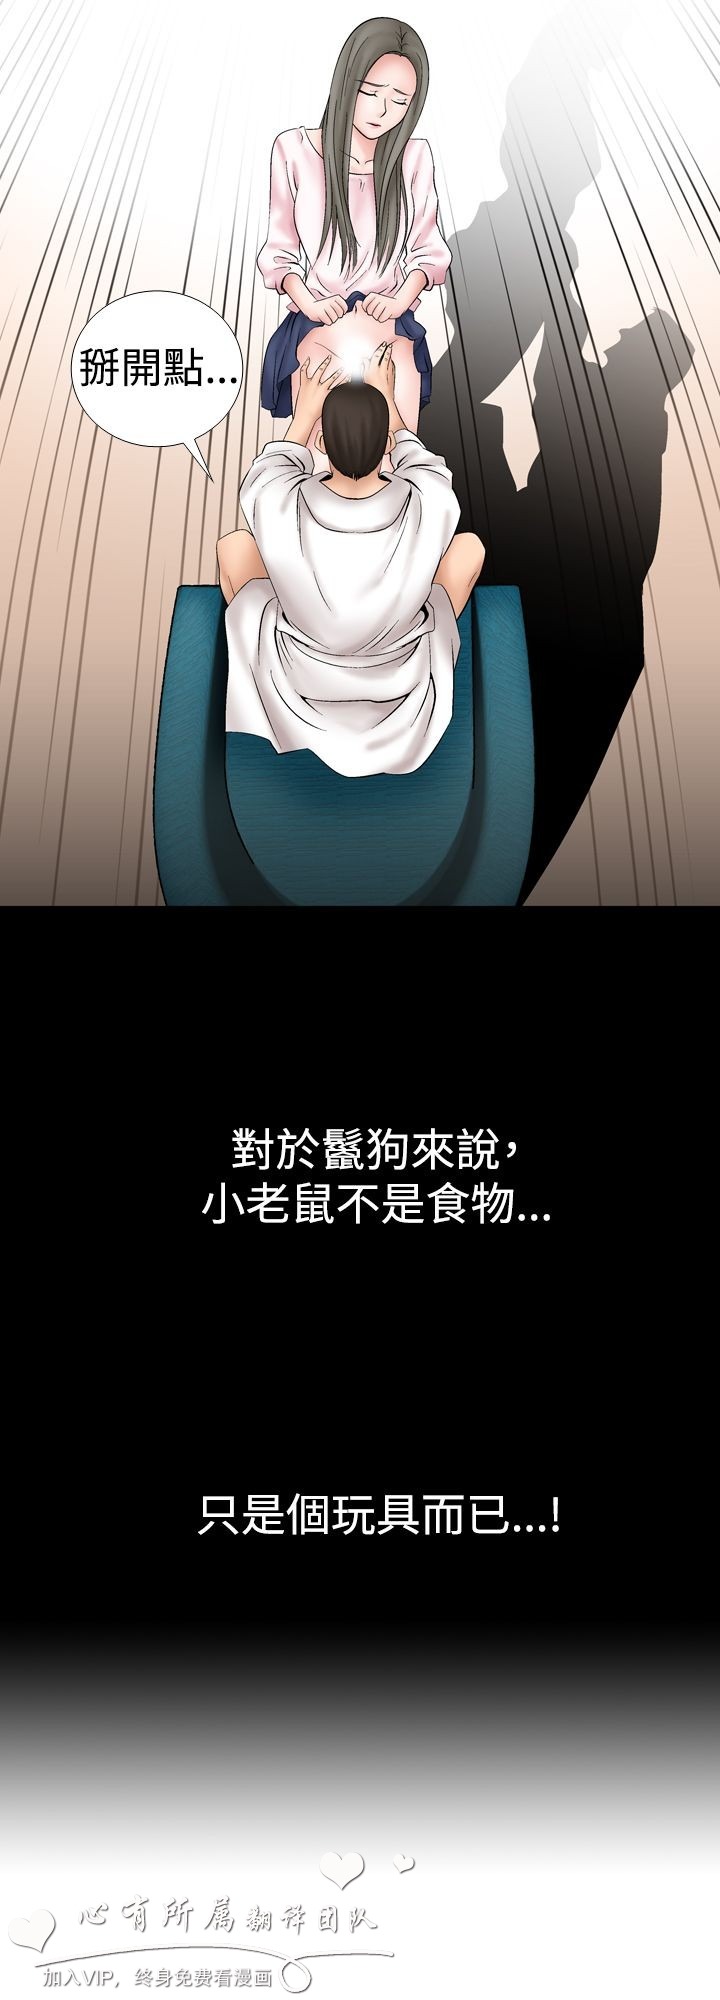 掰開點...
對於鬣狗來說，
小老鼠不是食物...
只是個玩具而已...!
心有所属翻译团队
加入VIP，终身免费看漫画